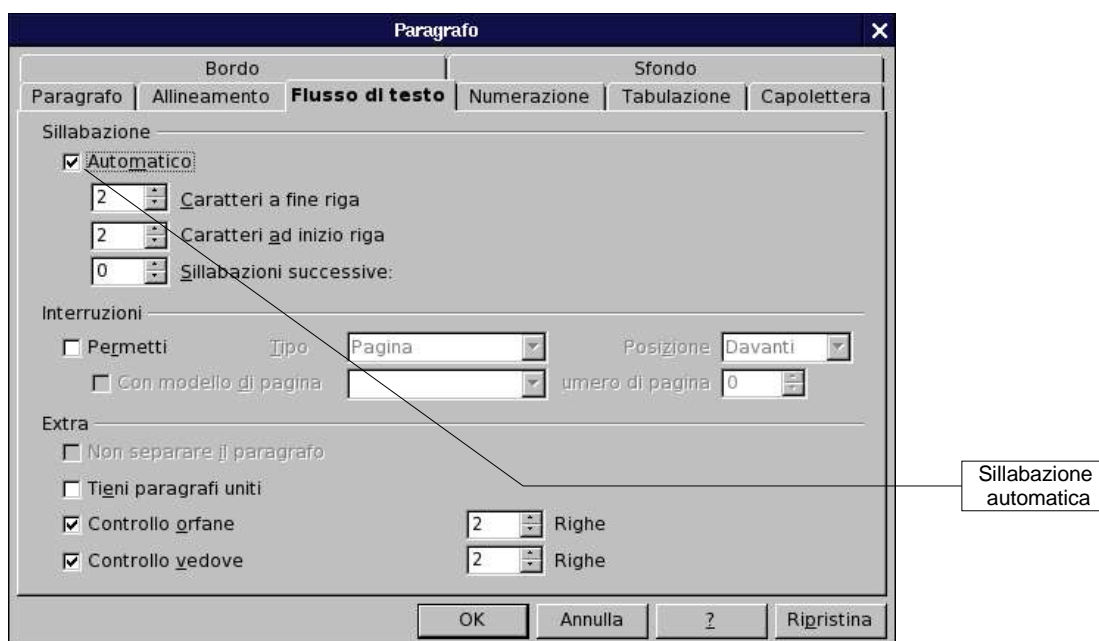 Paragrafo
Bordo Sfondo
Paragrafo Allineamento Flusso di testo Numerazione Tabulazione Capolettera
Sillabazione
Automatico
2 Caratteri a fine riga
2 Caratteri ad inizio riga
0 Sillabazioni successive:
Interruzioni
Permetti Tipo Pagina Posizione Davanti
Con modello di pagina umero di pagina 0
Extra
Non separare il paragrafo
Tieni paragrafi uniti
Controllo orfane 2 Righe
Controllo vedove 2 Righe
OK Annulla ? Ripristina
Sillabazione
automatica